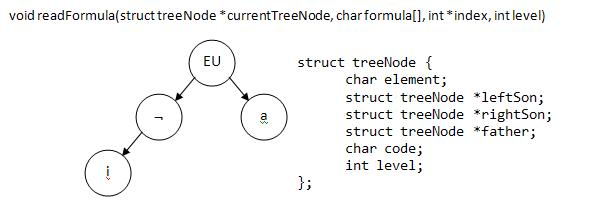 void readFormula(struct treeNode *currentTreeNode, char formula[], int *index, int level)
EU
¬
a
i
struct treeNode {
char element;
struct treeNode *leftSon;
struct treeNode *rightSon;
struct treeNode *father;
char code;
int level;
};